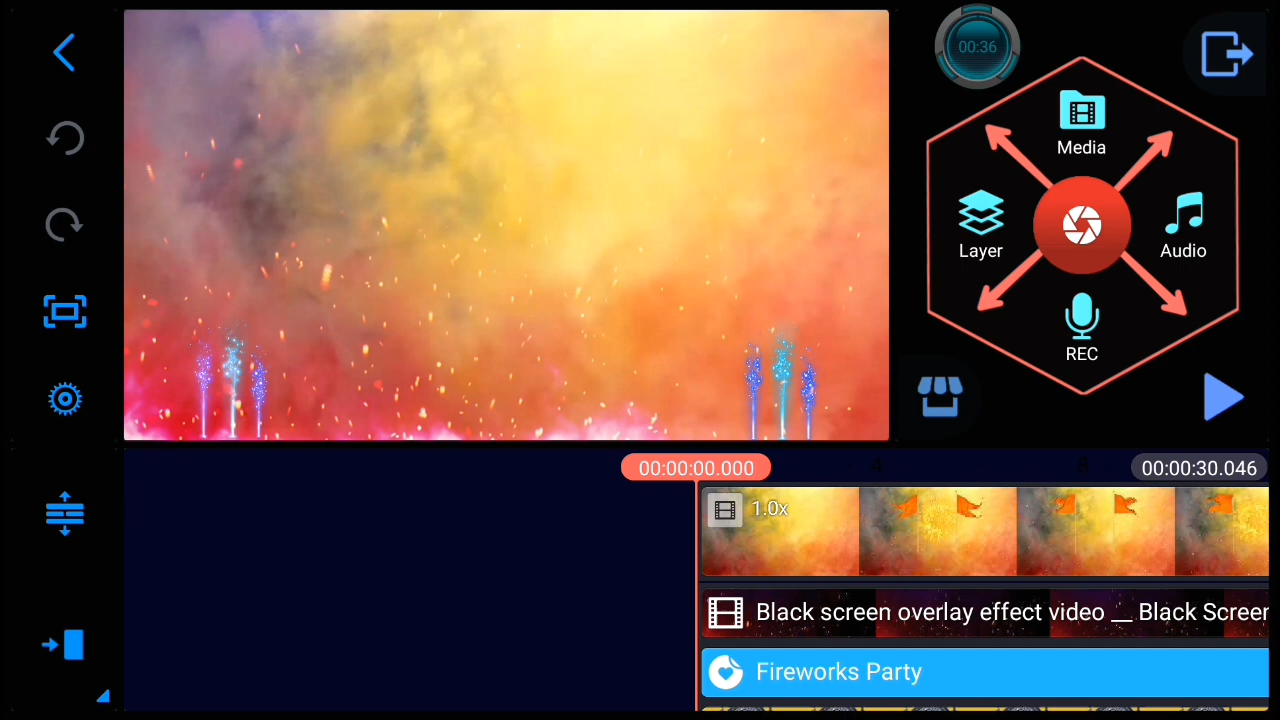 00:36
Media
Layer
Audio
REC
00:00:00.000
4
8
00:00:30.046
1.0x
Black screen overlay effect video __ Black Screen
Fireworks Party